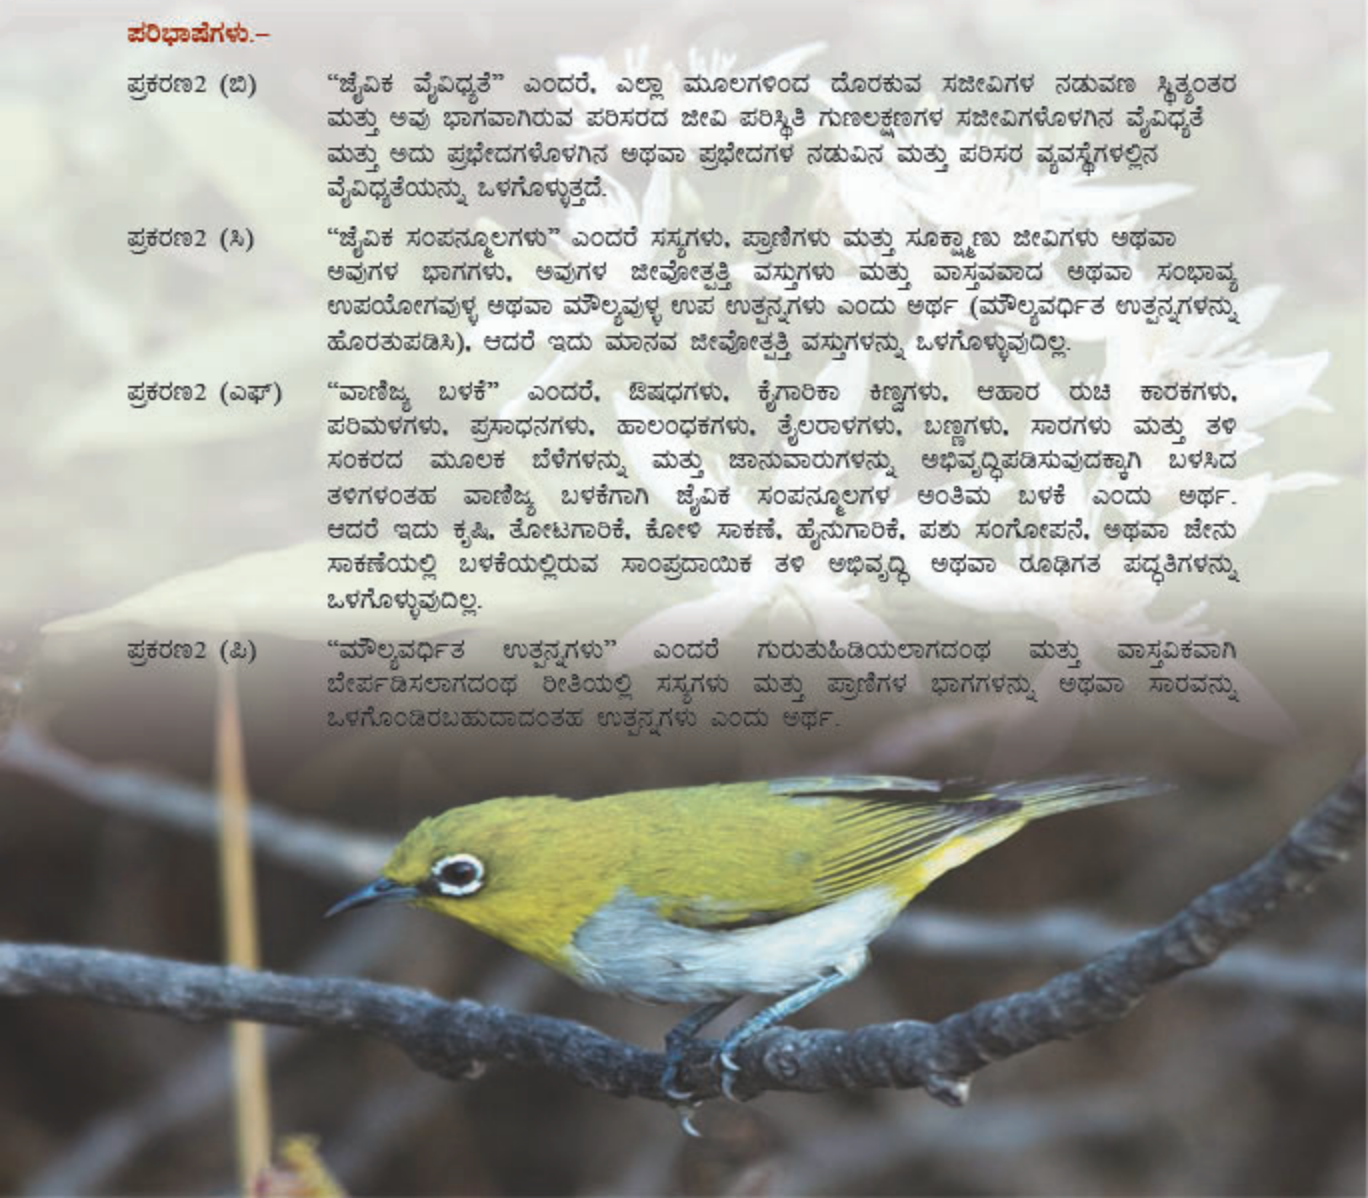 ಪರಿಭಾಷೆಗಳು.–
ಪ್ರಕರಣ2 (ಬಿ) “ಜೈವಿಕ ವೈವಿಧ್ಯತೆ” ಎಂದರೆ, ಎಲ್ಲಾ ಮೂಲಗಳಿಂದ ದೊರಕುವ ಸಜೀವಿಗಳ ನಡುವಣ ಸ್ಥಿತ್ಯಂತರ
ಮತ್ತು ಅವು ಭಾಗವಾಗಿರುವ ಪರಿಸರದ ಜೀವಿ ಪರಿಸ್ಥಿತಿ ಗುಣಲಕ್ಷಣಗಳ ಸಜೀವಿಗಳೊಳಗಿನ ವೈವಿಧ್ಯತೆ
ಮತ್ತು ಅದು ಪ್ರಭೇದಗಳೊಳಗಿನ ಅಥವಾ ಪ್ರಭೇದಗಳ ನಡುವಿನ ಮತ್ತು ಪರಿಸರ ವ್ಯವಸ್ಥೆಗಳಲ್ಲಿನ
ವೈವಿಧ್ಯತೆಯನ್ನು ಒಳಗೊಳ್ಳುತ್ತದೆ.
ಪ್ರಕರಣ2 (ಸಿ) “ಜೈವಿಕ ಸಂಪನ್ಮೂಲಗಳು” ಎಂದರೆ ಸಸ್ಯಗಳು, ಪ್ರಾಣಿಗಳು ಮತ್ತು ಸೂಕ್ಷ್ಮಾಣು ಜೀವಿಗಳು ಅಥವಾ
ಅವುಗಳ ಭಾಗಗಳು, ಅವುಗಳ ಜೀವೋತ್ಪತ್ತಿ ವಸ್ತುಗಳು ಮತ್ತು ವಾಸ್ತವವಾದ ಅಥವಾ ಸಂಭಾವ್ಯ
ಉಪಯೋಗವುಳ್ಳ ಅಥವಾ ಮೌಲ್ಯವುಳ್ಳ ಉಪ ಉತ್ಪನ್ನಗಳು ಎಂದು ಅರ್ಥ (ಮೌಲ್ಯವರ್ಧಿತ ಉತ್ಪನ್ನಗಳನ್ನು
ಹೊರತುಪಡಿಸಿ), ಆದರೆ ಇದು ಮಾನವ ಜೀವೋತ್ಪತ್ತಿ ವಸ್ತುಗಳನ್ನು ಒಳಗೊಳ್ಳುವುದಿಲ್ಲ.
ಪ್ರಕರಣ2 (ಎಫ್) “ವಾಣಿಜ್ಯ ಬಳಕೆ” ಎಂದರೆ, ಔಷಧಗಳು, ಕೈಗಾರಿಕಾ ಕಿಣ್ವಗಳು, ಆಹಾರ ರುಚಿ ಕಾರಕಗಳು,
ಪರಿಮಳಗಳು, ಪ್ರಸಾಧನಗಳು, ಹಾಲಂಧಕಗಳು, ತೈಲರಾಳಗಳು, ಬಣ್ಣಗಳು, ಸಾರಗಳು ಮತ್ತು ತಳಿ
ಸಂಕರದ ಮೂಲಕ ಬೆಳೆಗಳನ್ನು ಮತ್ತು ಜಾನುವಾರುಗಳನ್ನು ಅಭಿವೃದ್ಧಿಪಡಿಸುವುದಕ್ಕಾಗಿ ಬಳಸಿದ
ತಳಿಗಳಂತಹ ವಾಣಿಜ್ಯ ಬಳಕೆಗಾಗಿ ಜೈವಿಕ ಸಂಪನ್ಮೂಲಗಳ ಅಂತಿಮ ಬಳಕೆ ಎಂದು ಅರ್ಥ.
ಆದರೆ ಇದು ಕೃಷಿ, ತೋಟಗಾರಿಕೆ, ಕೋಳಿ ಸಾಕಣೆ, ಹೈನುಗಾರಿಕೆ, ಪಶು ಸಂಗೋಪನೆ, ಅಥವಾ ಜೇನು
ಸಾಕಣೆಯಲ್ಲಿ ಬಳಕೆಯಲ್ಲಿರುವ ಸಾಂಪ್ರದಾಯಿಕ ತಳಿ ಅಭಿವೃದ್ಧಿ ಅಥವಾ ರೂಢಿಗತ ಪದ್ಧತಿಗಳನ್ನು
ಒಳಗೊಳ್ಳುವುದಿಲ್ಲ.
ಪ್ರಕರಣ2 (ಪಿ) “ಮೌಲ್ಯವರ್ಧಿತ ಉತ್ಪನ್ನಗಳು” ಎಂದರೆ ಗುರುತುಹಿಡಿಯಲಾಗದಂಥ ಮತ್ತು ವಾಸ್ತವಿಕವಾಗಿ
ಬೇರ್ಪಡಿಸಲಾಗದಂಥ ರೀತಿಯಲ್ಲಿ ಸಸ್ಯಗಳು ಮತ್ತು ಪ್ರಾಣಿಗಳ ಭಾಗಗಳನ್ನು ಅಥವಾ ಸಾರವನ್ನು
ಒಳಗೊಂಡಿರಬಹುದಾದಂತಹ ಉತ್ಪನ್ನಗಳು ಎಂದು ಅರ್ಥ.